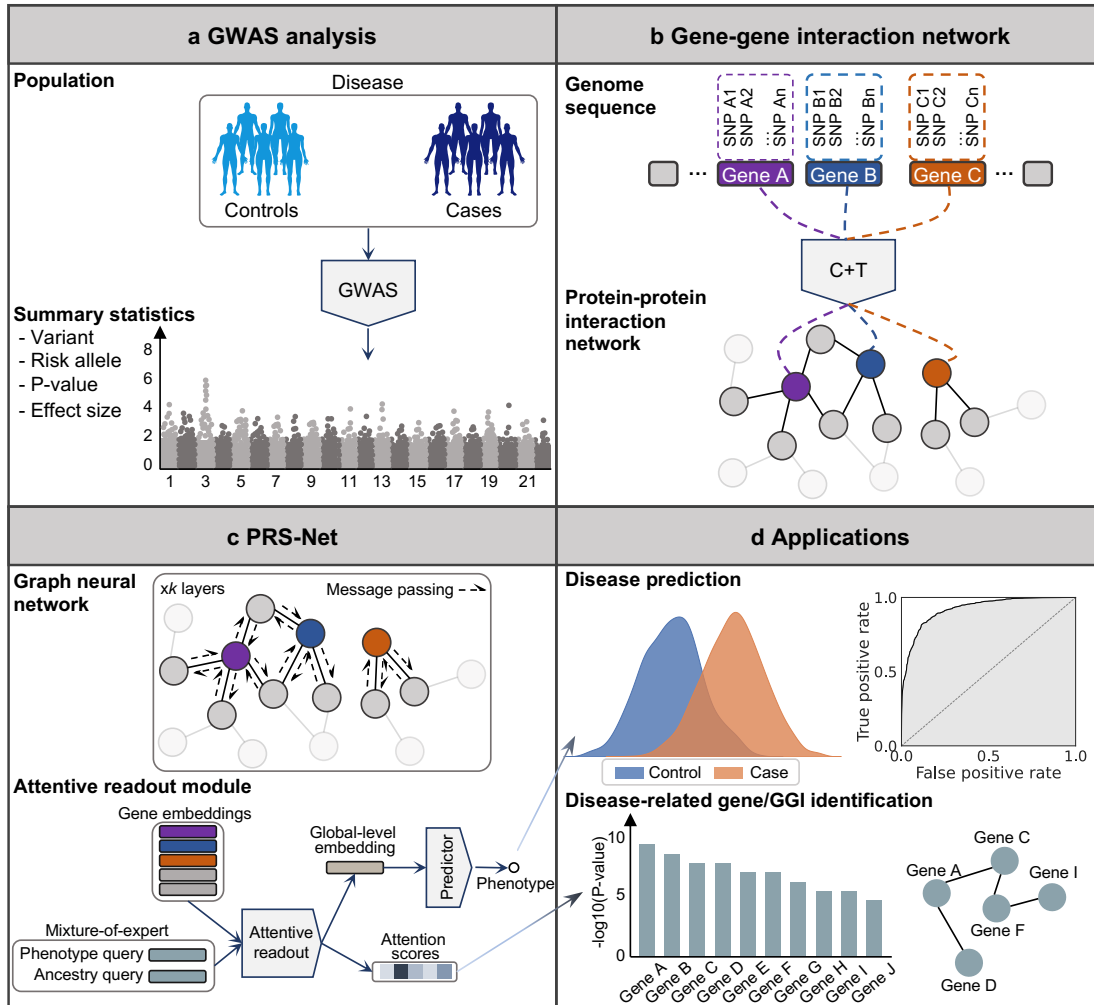 a GWAS analysis
Population
Disease
Controls
Cases
GWAS
Summary statistics
- Variant
- Risk allele
- P-value
- Effect size
8
6
4
2
0
1 3 5 7 9 11 13 15 17 19 21
b Gene-gene interaction network
Genome
sequence
SNP A1
SNP A2
...
SNP An
SNP B1
SNP B2
...
SNP Bn
SNP C1
SNP C2
...
SNP Cn
... Gene A Gene B Gene C ...
C+T
Protein-protein
interaction
network
c PRS-Net
Graph neural
network
xk layers
Message passing
Attentive readout module
Gene embeddings
Global-level
embedding
Predictor
Phenotype
Mixture-of-expert
Phenotype query
Ancestry query
Attentive
readout
Attention
scores
d Applications
Disease prediction
Control
Case
True positive rate
1.0
0.5
0.0
0.5
1.0
False positive rate
Disease-related gene/GGI identification
-log10(P-value)
10
5
0
Gene A
Gene B
Gene C
Gene D
Gene E
Gene F
Gene G
Gene H
Gene I
Gene J
Gene C
Gene A
Gene I
Gene F
Gene D